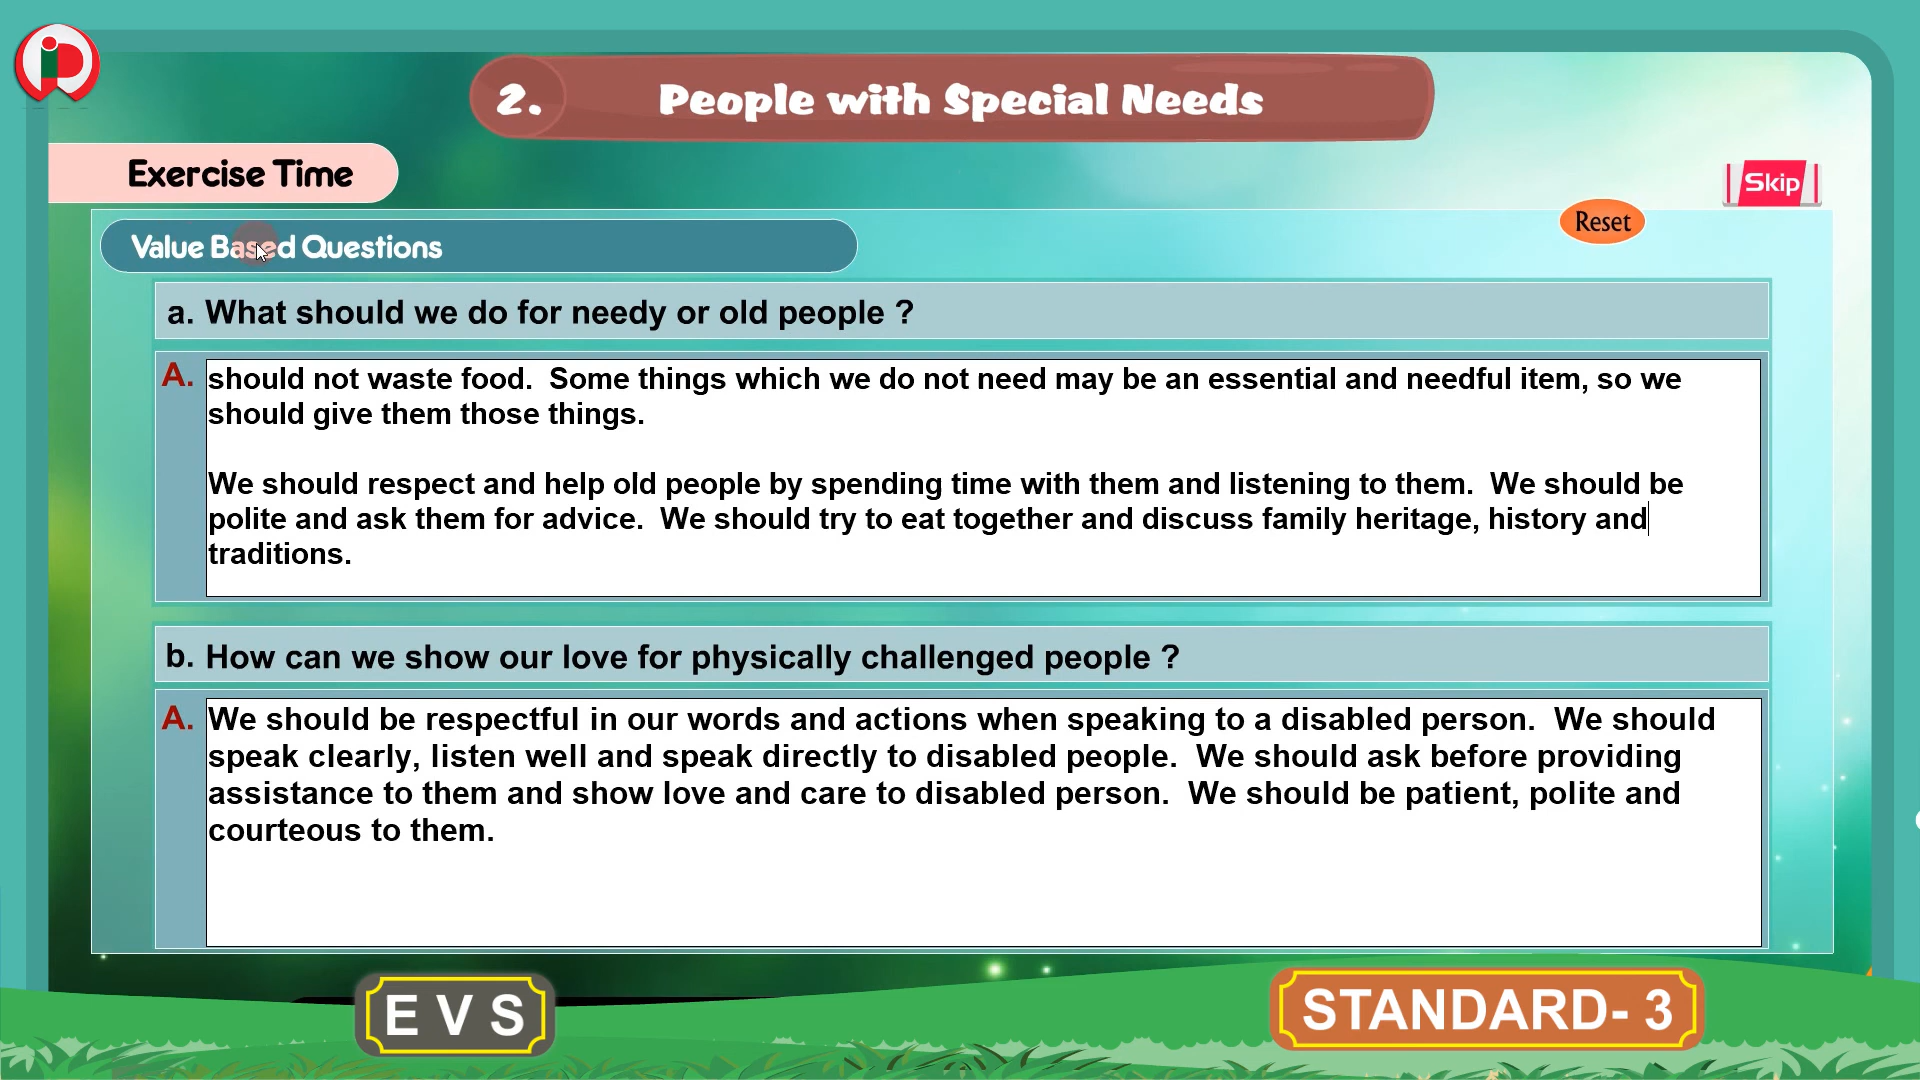 2. People with Special Needs
Exercise Time
Skip
Reset
Value Based Questions
a. What should we do for needy or old people ?
A. should not waste food. Some things which we do not need may be an essential and needful item, so we
should give them those things.
We should respect and help old people by spending time with them and listening to them. We should be
polite and ask them for advice. We should try to eat together and discuss family heritage, history and
traditions.
b. How can we show our love for physically challenged people ?
A. We should be respectful in our words and actions when speaking to a disabled person. We should
speak clearly, listen well and speak directly to disabled people. We should ask before providing
assistance to them and show love and care to disabled person. We should be patient, polite and
courteous to them.
E V S
STANDARD- 3